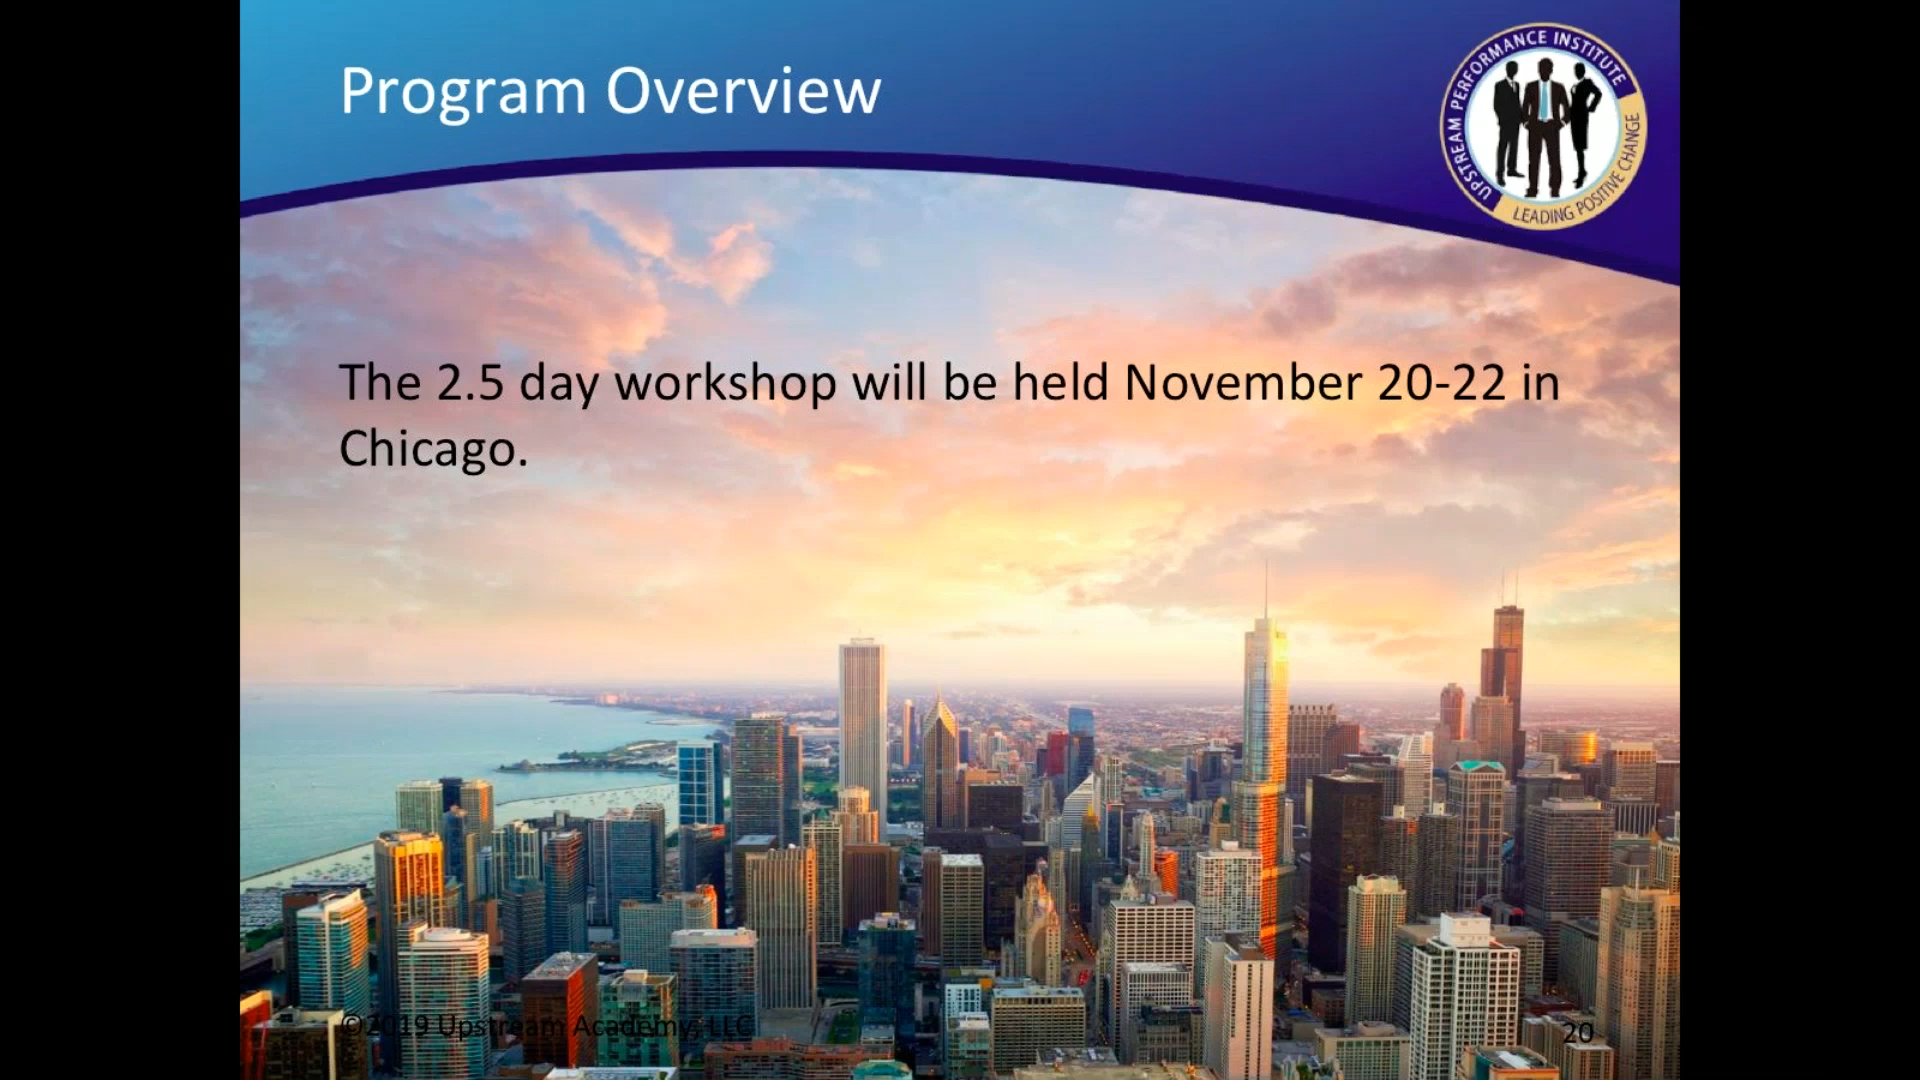 Program Overview
UPSTREAM PERFORMANCE INSTITUTE
LEADING POSITIVE CHANGE
The 2.5 day workshop will be held November 20-22 in
Chicago.
©2019 Upstream Academy, LLC
20